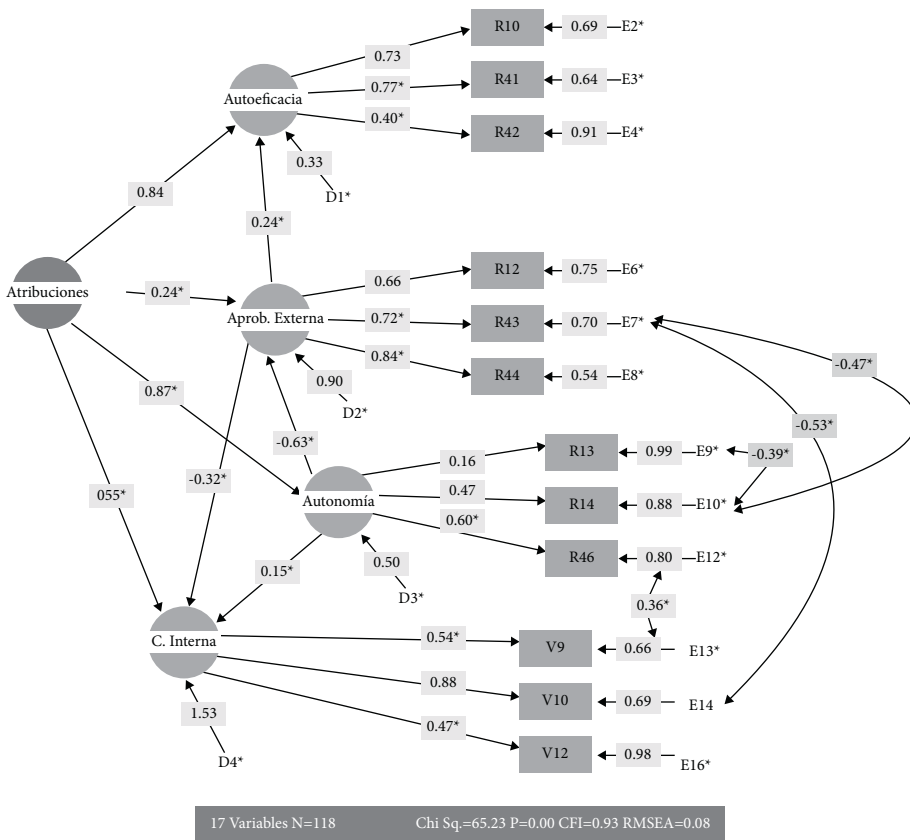 R10
0.69
E2*
0.73
R41
0.64
E3*
0.77*
Autoeficacia
0.40*
R42
0.91
E4*
0.33
D1*
0.84
0.24*
R12
0.75
E6*
0.66
Atribuciones
0.24*
Aprob. Externa
0.72*
R43
0.70
E7*
0.84*
R44
0.54
E8*
-0.47*
0.90
D2*
0.87*
-0.53*
-0.63*
R13
0.99
E9*
-0.39*
0.16
-0.32*
055*
Autonomía
0.47
R14
0.88
E10*
0.60*
R46
0.80
E12*
0.50
D3*
0.15*
0.36*
C. Interna
0.54*
V9
0.66
E13*
0.88
V10
0.69
E14
1.53
0.47*
V12
0.98
E16*
D4*
17 Variables N=118 Chi Sq.=65.23 P=0.00 CFI=0.93 RMSEA=0.08